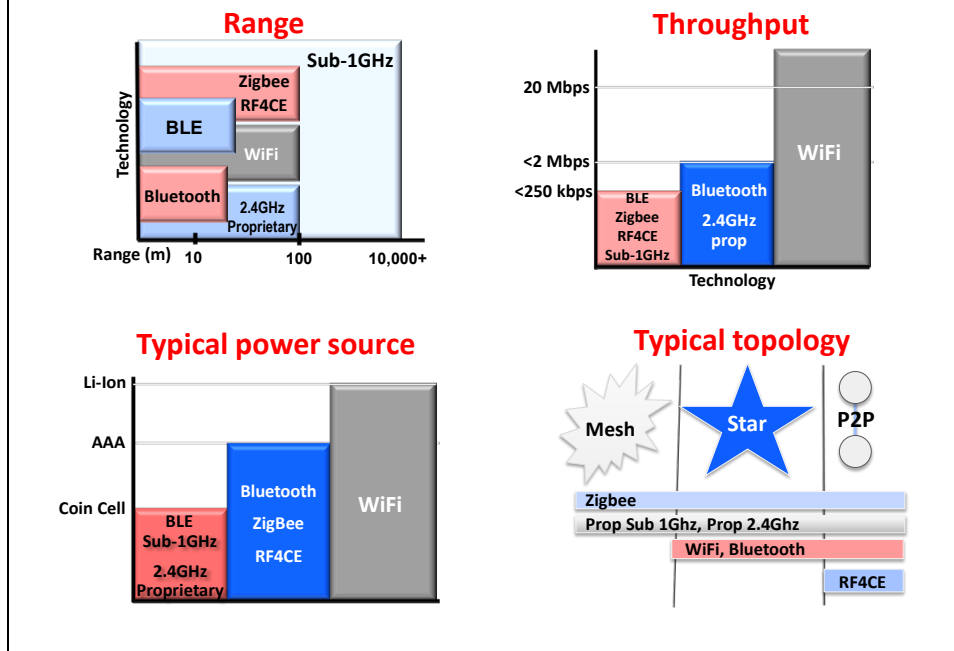 Range
Sub-1GHz
Zigbee
RF4CE
BLE
WiFi
Bluetooth
2.4GHz
Proprietary
Technology
Range (m)
10
100
10,000+
Throughput
20 Mbps
<2 Mbps
<250 kbps
BLE
Zigbee
RF4CE
Sub-1GHz
Bluetooth
2.4GHz
prop
WiFi
Technology
Typical power source
Li-Ion
AAA
Coin Cell
BLE
Sub-1GHz
2.4GHz
Proprietary
Bluetooth
ZigBee
RF4CE
WiFi
Typical topology
Mesh
Star
P2P
Zigbee
Prop Sub 1Ghz, Prop 2.4Ghz
WiFi, Bluetooth
RF4CE